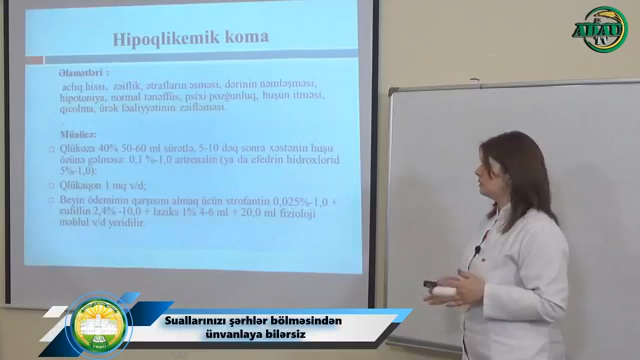 Hipoqlikemik koma
Əlamətləri :
aclıq hissi, zəiflik, ətrafların əsməsi, dərinin nəmləşməsi,
hipotoniya, normal tənəffüs, psixi pozğunluq, huşun itməsi,
qıcolma, ürək fəaliyyətinin zəifləməsi.
Müalicə:
Qlükoza 40% 50-60 ml sürətlə, 5-10 dəq sonra xəstənin huşu
özünə gəlməsə: 0,1 %-1,0 artrenalin (ya da efedrin hidroxlorid
5%-1,0):
Qlükaqon 1 mq v/d;
Beyin ödeminin qarşısını almaq üçün strofantin 0,025%-1,0 +
eufillin 2,4% -10,0 + laziks 1% 4-6 ml + 20,0 ml fizioloji
məhlul v/d yeridilir.
ADAU
TV
Suallarınızı şərhlər bölməsindən
ünvanlaya bilərsiz